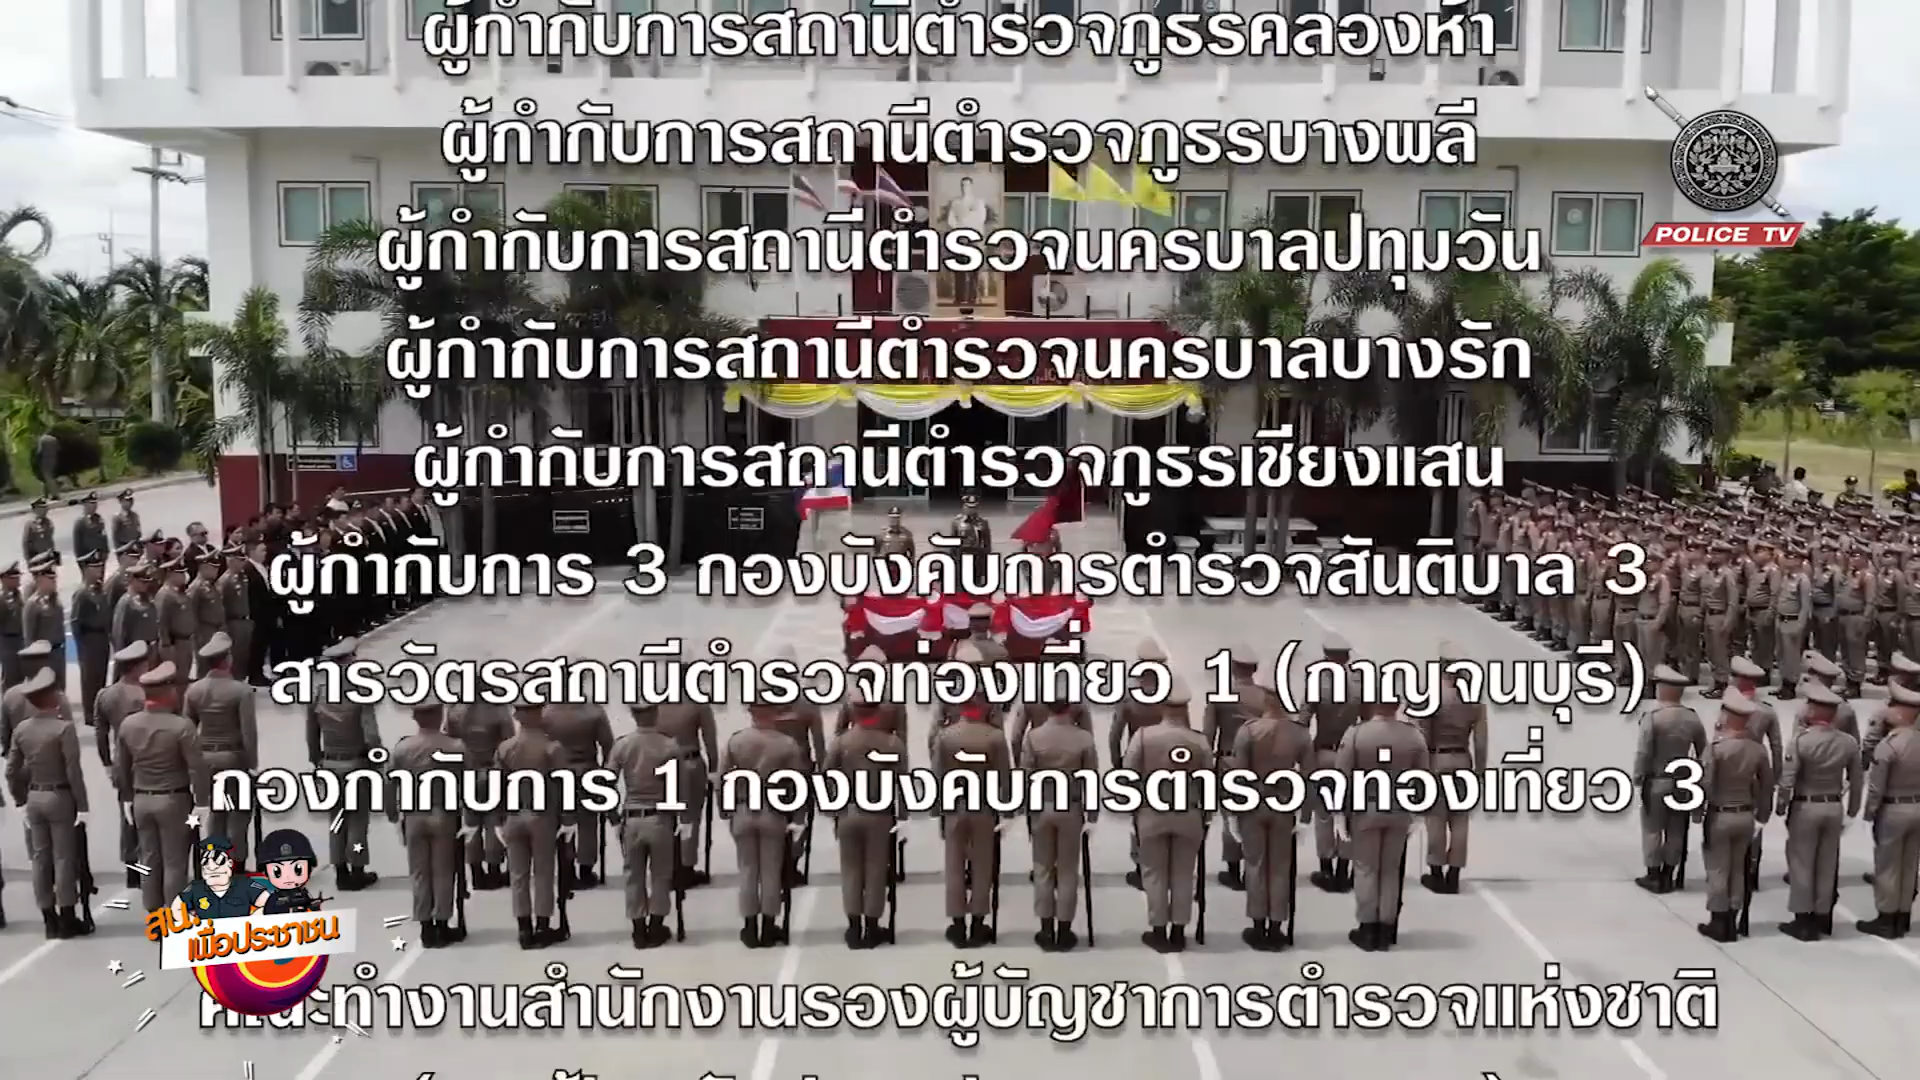 ผู้กำกับการสถานีตำรวจภูธรคลองห้า
ผู้กำกับการสถานีตำรวจภูธรบางพลี
POLICE TV
ผู้กำกับการสถานีตำรวจนครบาลปทุมวัน
ผู้กำกับการสถานีตำรวจนครบาลบางรัก
ผู้กำกับการสถานีตำรวจภูธรเชียงแสน
ผู้กำกับการ 3 กองบังคับการตำรวจสันติบาล 3
สารวัตรสถานีตำรวจท่องเที่ยว 1 (กาญจนบุรี)
กองกำกับการ 1 กองบังคับการตำรวจท่องเที่ยว 3
สน.
เพื่อประชาชน
คณะทำงานสำนักงานรองผู้บัญชาการตำรวจแห่งชาติ